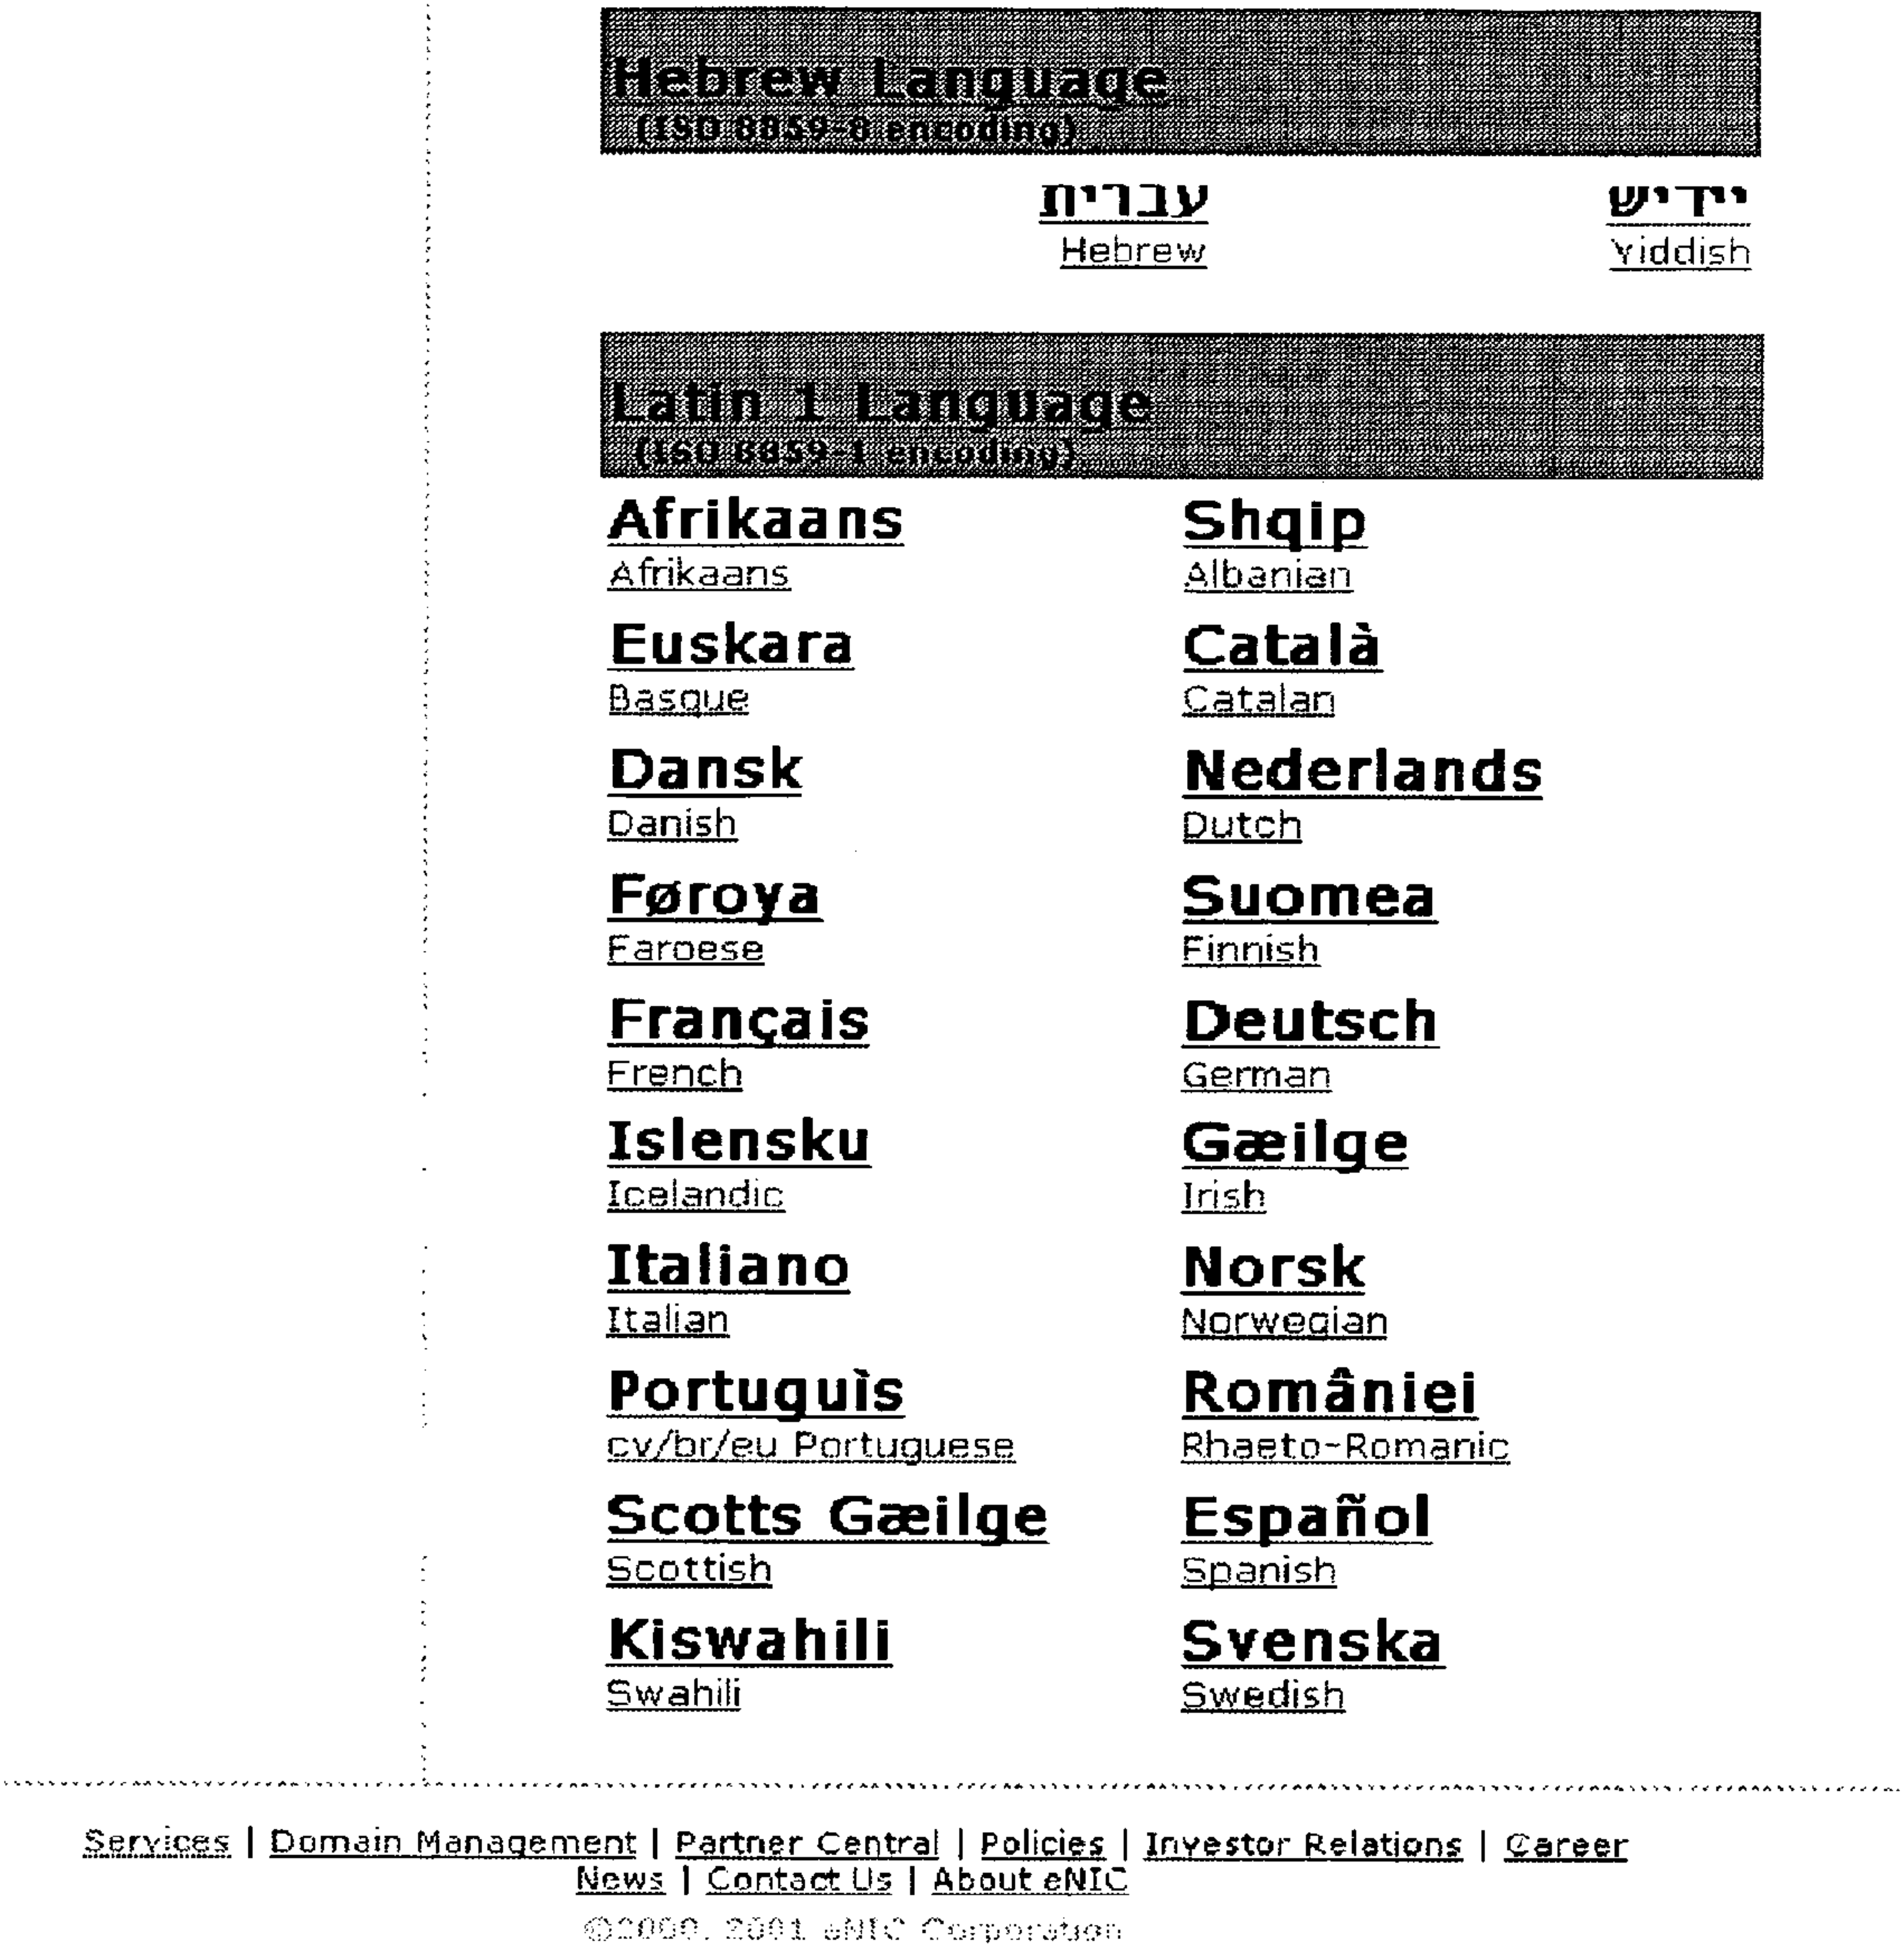 Hebrew Language
(ISO 8859-8 encoding)
עברית יידיש
Hebrew Yiddish
Latin 1 Language
(ISO 8859-1 encoding)
Afrikaans Shqip
Afrikaans Albanian
Euskara Català
Basque Catalan
Dansk Nederlands
Danish Dutch
Føroya Suomea
Faroese Finnish
Français Deutsch
French German
Islensku Gæilge
Icelandic Irish
Italiano Norsk
Italian Norwegian
Portuguìs României
cv/br/eu Portuguese Rhaeto-Romanic
Scotts Gæilge Español
Scottish Spanish
Kiswahili Svenska
Swahili Swedish
Services | Domain Management | Partner Central | Policies | Investor Relations | Career
News | Contact Us | About eNIC
©2000, 2001 eNIC Corporation